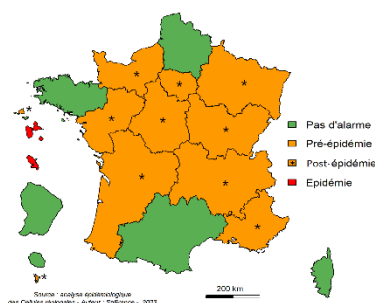 Pas d'alarme
Pré-épidémie
Post-épidémie
Epidémie
200 km
Source : analyse épidémiologique
des Cellules régionales - Auteur : SpFrance - 2023